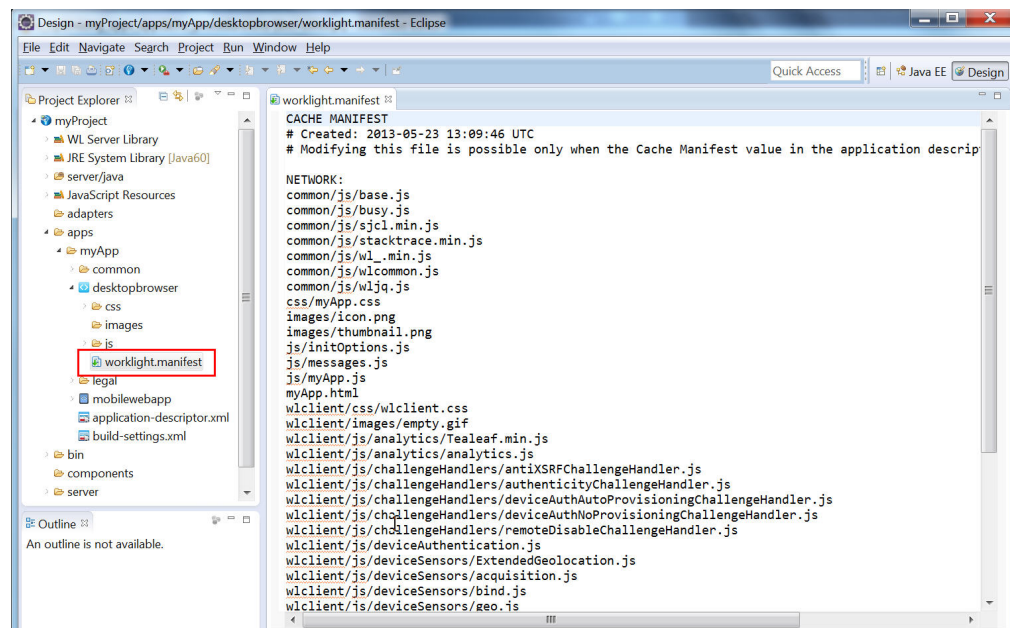 Design - myProject/apps/myApp/desktopbrowser/worklight.manifest - Eclipse
File Edit Navigate Search Project Run Window Help
Quick Access
Java EE
Design
Project Explorer
myProject
WL Server Library
JRE System Library [Java60]
server/java
JavaScript Resources
adapters
apps
myApp
common
desktopbrowser
css
images
js
worklight.manifest
legal
mobilewebapp
application-descriptor.xml
build-settings.xml
bin
components
server
Outline
An outline is not available.
worklight.manifest
CACHE MANIFEST
# Created: 2013-05-23 13:09:46 UTC
# Modifying this file is possible only when the Cache Manifest value in the application descrip
NETWORK:
common/js/base.js
common/js/busy.js
common/js/sjcl.min.js
common/js/stacktrace.min.js
common/js/wl_.min.js
common/js/wlcommon.js
common/js/wljq.js
css/myApp.css
images/icon.png
images/thumbnail.png
js/initOptions.js
js/messages.js
js/myApp.js
myApp.html
wlclient/css/wlclient.css
wlclient/images/empty.gif
wlclient/js/analytics/Tealeaf.min.js
wlclient/js/analytics/analytics.js
wlclient/js/challengeHandlers/antiXSRFChallengeHandler.js
wlclient/js/challengeHandlers/authenticityChallengeHandler.js
wlclient/js/challengeHandlers/deviceAuthAutoProvisioningChallengeHandler.js
wlclient/js/challengeHandlers/deviceAuthNoProvisioningChallengeHandler.js
wlclient/js/challengeHandlers/remoteDisableChallengeHandler.js
wlclient/js/deviceAuthentication.js
wlclient/js/deviceSensors/ExtendedGeolocation.js
wlclient/js/deviceSensors/acquisition.js
wlclient/js/deviceSensors/bind.js
wlclient/js/deviceSensors/geo.js